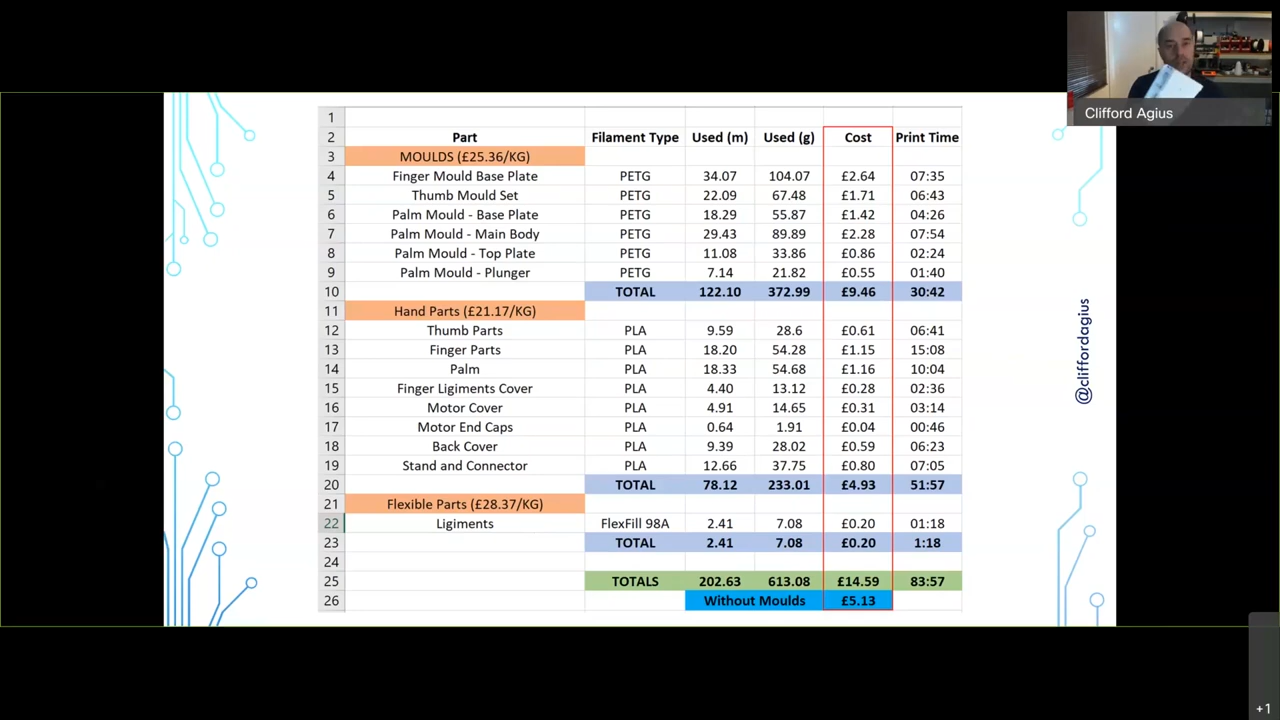 Clifford Agius
1
2 Part Filament Type Used (m) Used (g) Cost Print Time
3 MOULDS (£25.36/KG)
4 Finger Mould Base Plate PETG 34.07 104.07 £2.64 07:35
5 Thumb Mould Set PETG 22.09 67.48 £1.71 06:43
6 Palm Mould - Base Plate PETG 18.29 55.87 £1.42 04:26
7 Palm Mould - Main Body PETG 29.43 89.89 £2.28 07:54
8 Palm Mould - Top Plate PETG 11.08 33.86 £0.86 02:24
9 Palm Mould - Plunger PETG 7.14 21.82 £0.55 01:40
10 TOTAL 122.10 372.99 £9.46 30:42
11 Hand Parts (£21.17/KG)
12 Thumb Parts PLA 9.59 28.6 £0.61 06:41
13 Finger Parts PLA 18.20 54.28 £1.15 15:08
14 Palm PLA 18.33 54.68 £1.16 10:04
15 Finger Ligiments Cover PLA 4.40 13.12 £0.28 02:36
16 Motor Cover PLA 4.91 14.65 £0.31 03:14
17 Motor End Caps PLA 0.64 1.91 £0.04 00:46
18 Back Cover PLA 9.39 28.02 £0.59 06:23
19 Stand and Connector PLA 12.66 37.75 £0.80 07:05
20 TOTAL 78.12 233.01 £4.93 51:57
21 Flexible Parts (£28.37/KG)
22 Ligiments FlexFill 98A 2.41 7.08 £0.20 01:18
23 TOTAL 2.41 7.08 £0.20 1:18
24
25 TOTALS 202.63 613.08 £14.59 83:57
26 Without Moulds £5.13
@cliffordagius
+1